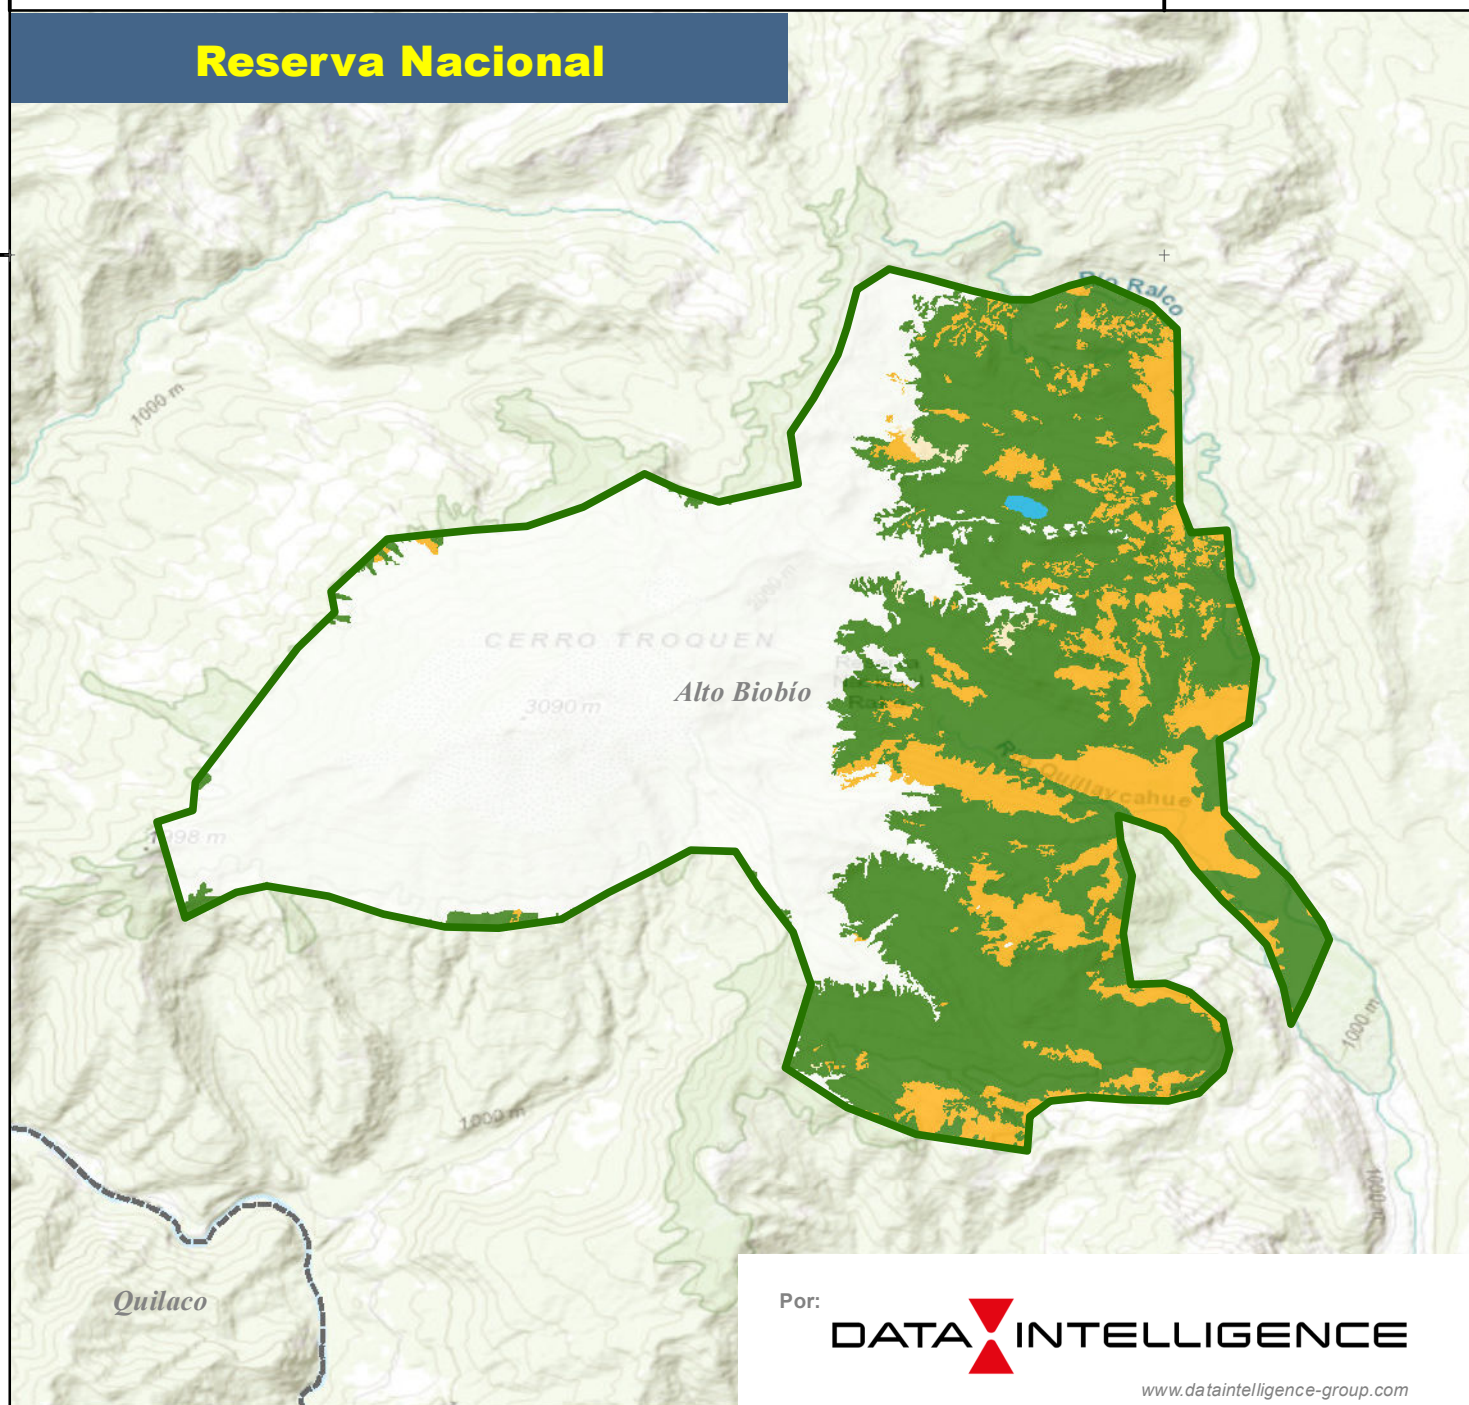 Reserva Nacional
Río Ralco
1000 m
2000 m
CERRO TROQUEN
Alto Biobío
3090 m
Río Quillaycahue
1000 m
1000 m
1000 m
Quilaco
Por:
DATA INTELLIGENCE
www.dataintelligence-group.com